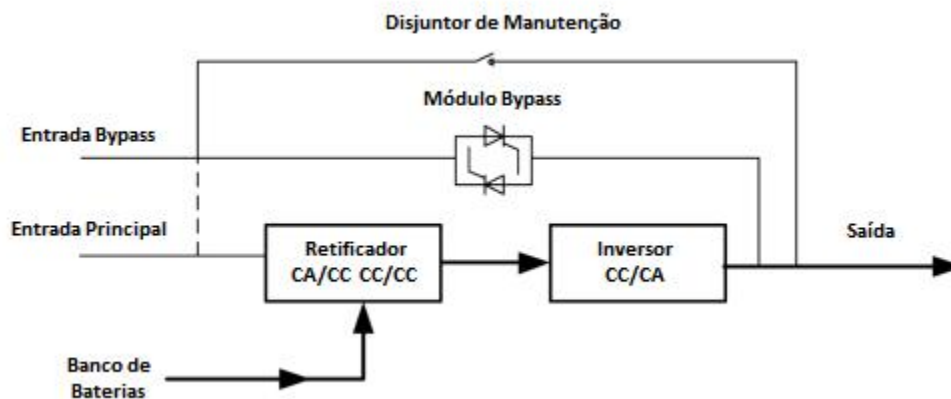 Disjuntor de Manutenção
Módulo Bypass
Entrada Bypass
Entrada Principal
Retificador
CA/CC CC/CC
Inversor
CC/CA
Saída
Banco de
Baterias